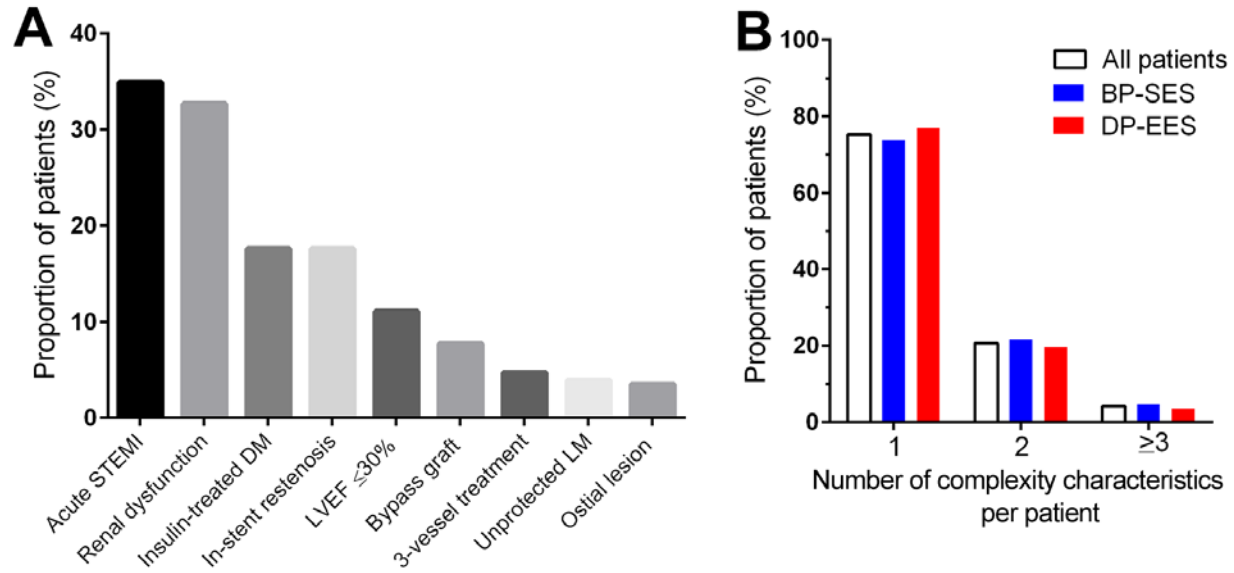 A
Proportion of patients (%)
40
30
20
10
0
Acute STEMI
Renal dysfunction
Insulin-treated DM
In-stent restenosis
LVEF ≤30%
Bypass graft
3-vessel treatment
Unprotected LM
Ostial lesion
B
Proportion of patients (%)
100
80
60
40
20
0
All patients
BP-SES
DP-EES
1
2
≥3
Number of complexity characteristics
per patient